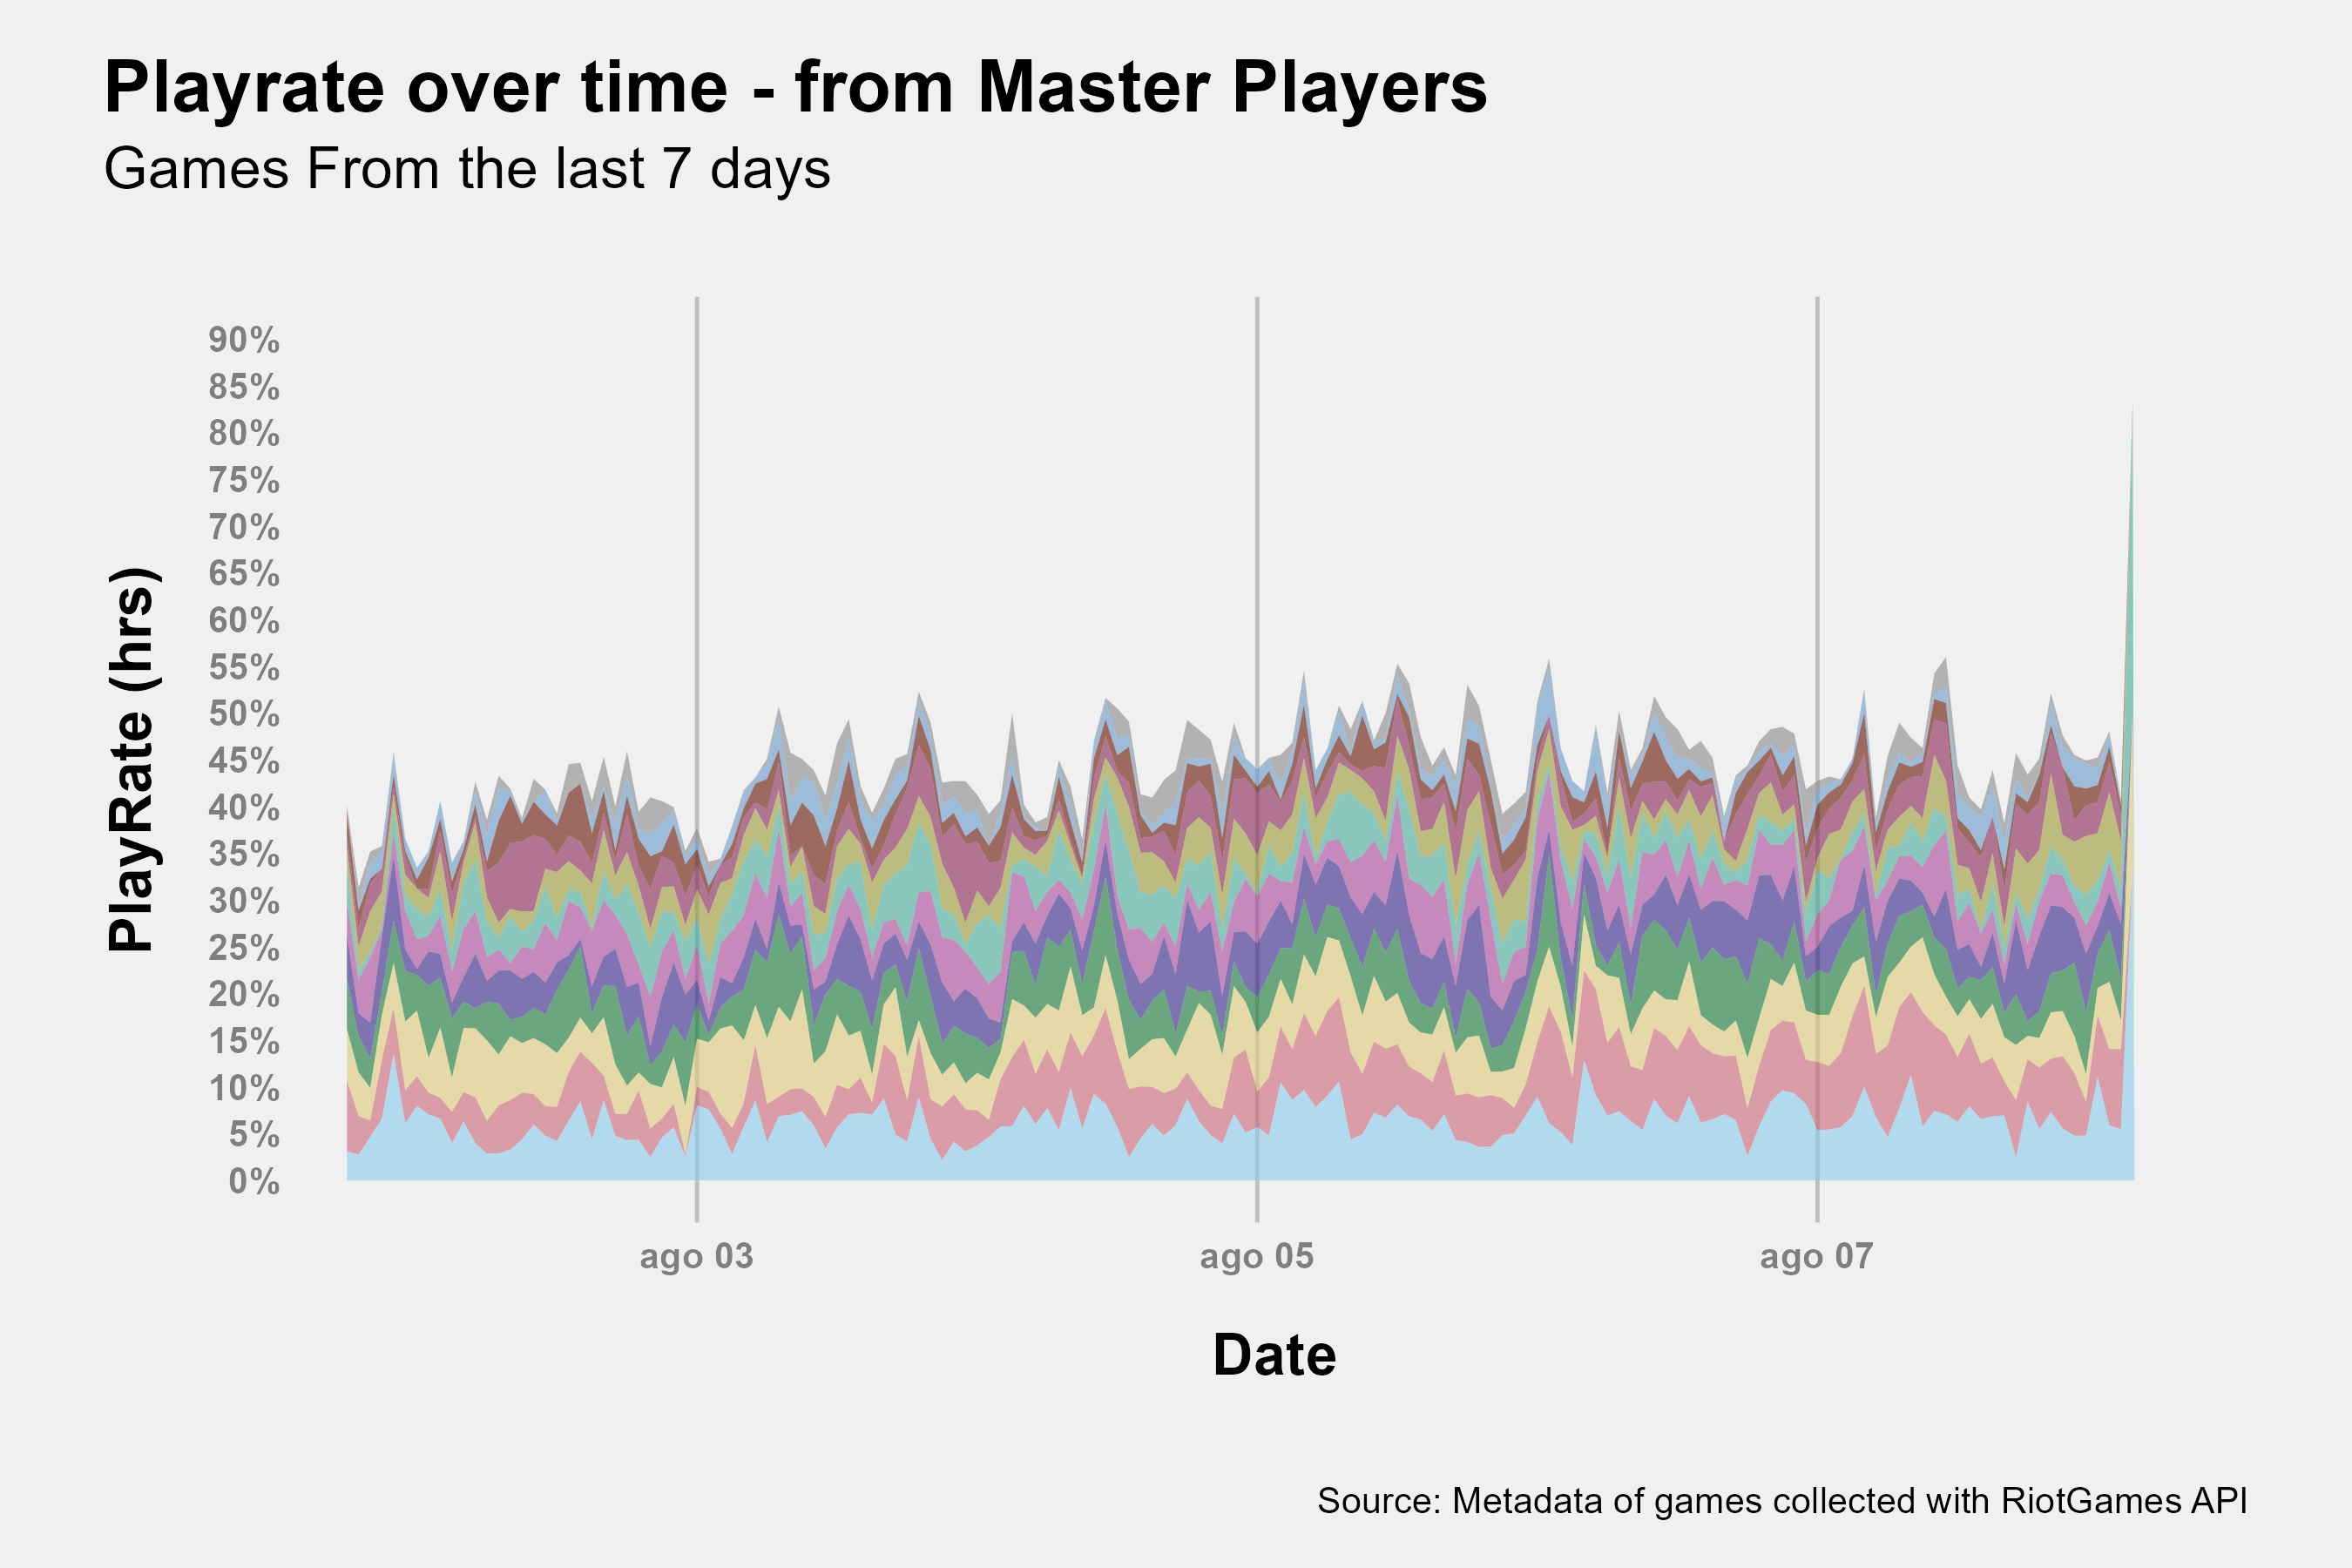 Playrate over time - from Master Players
Games From the last 7 days
PlayRate (hrs)
90%
85%
80%
75%
70%
65%
60%
55%
50%
45%
40%
35%
30%
25%
20%
15%
10%
5%
0%
ago 03
ago 05
ago 07
Date
Source: Metadata of games collected with RiotGames API